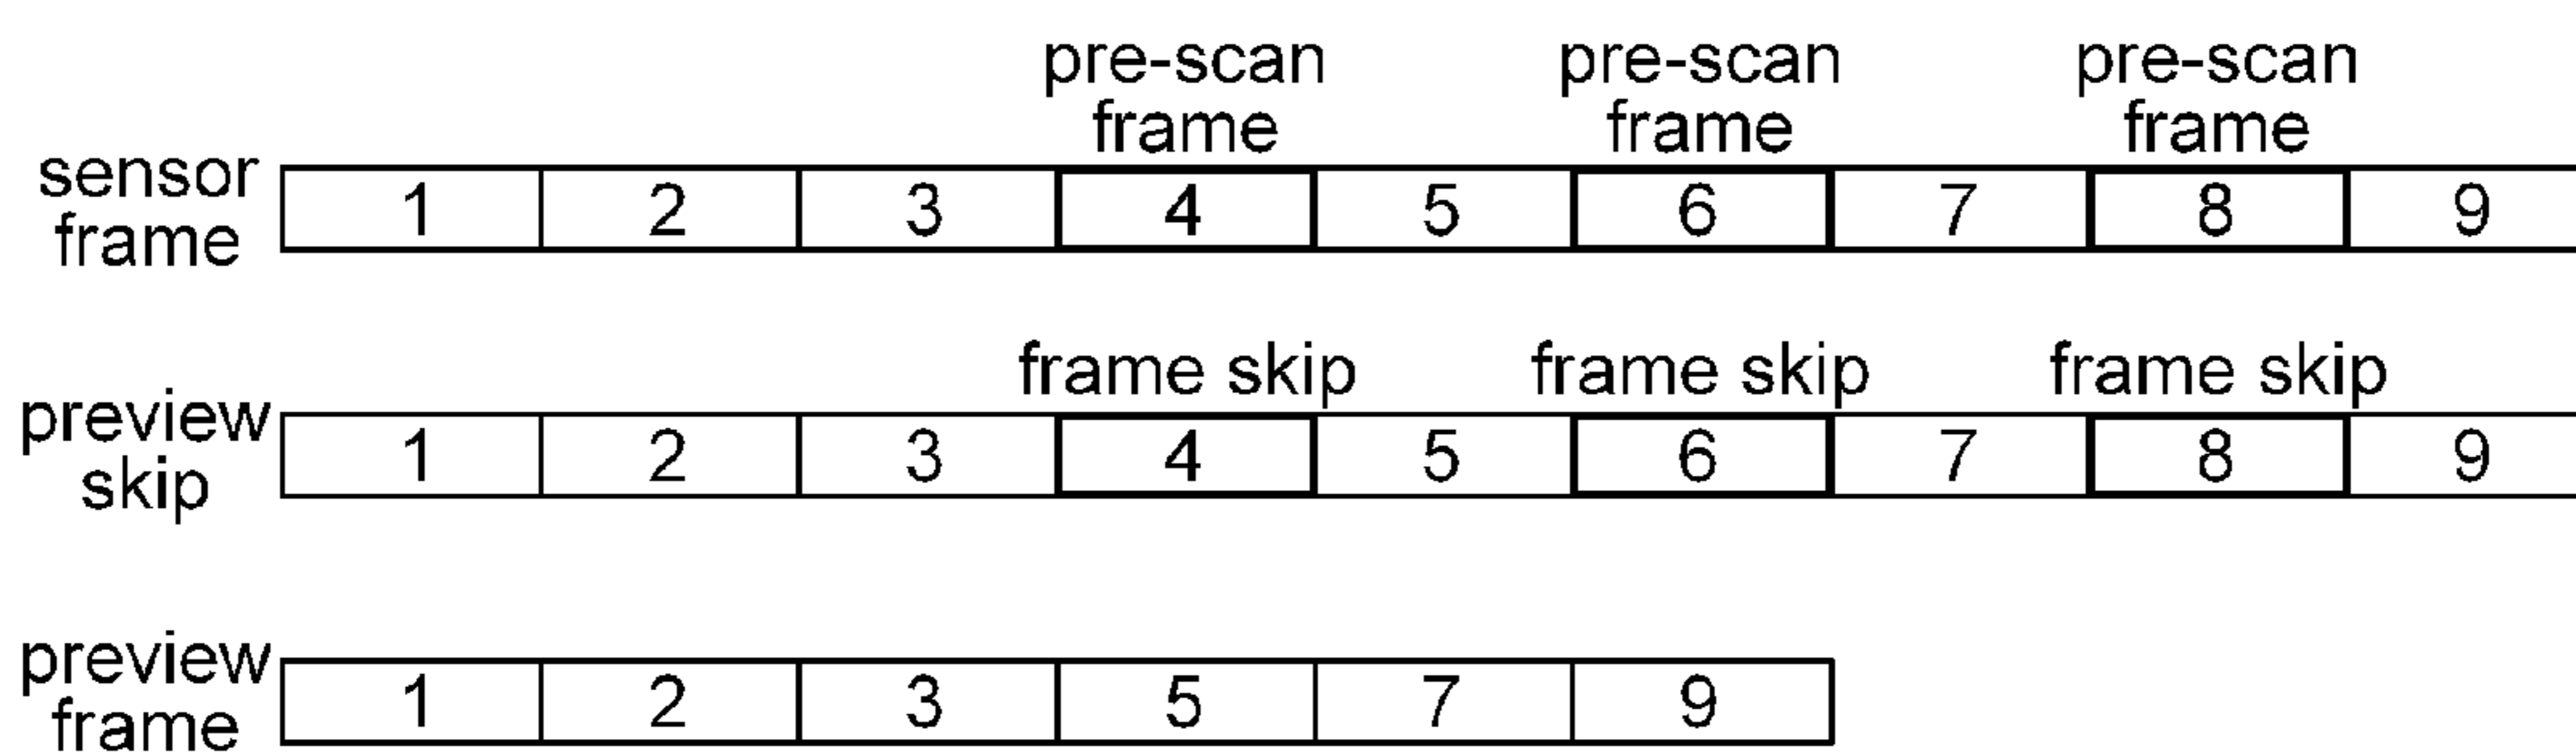 pre-scan pre-scan pre-scan
frame frame frame
sensor
frame
1 2 3 4 5 6 7 8 9
frame skip frame skip frame skip
preview
skip
1 2 3 4 5 6 7 8 9
preview
frame
1 2 3 5 7 9